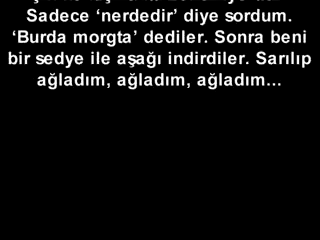 Sadece ‘nerdedir’ diye sordum.
‘Burda morgta’ dediler. Sonra beni
bir sedye ile aşağı indirdiler. Sarılıp
ağladım, ağladım, ağladım...